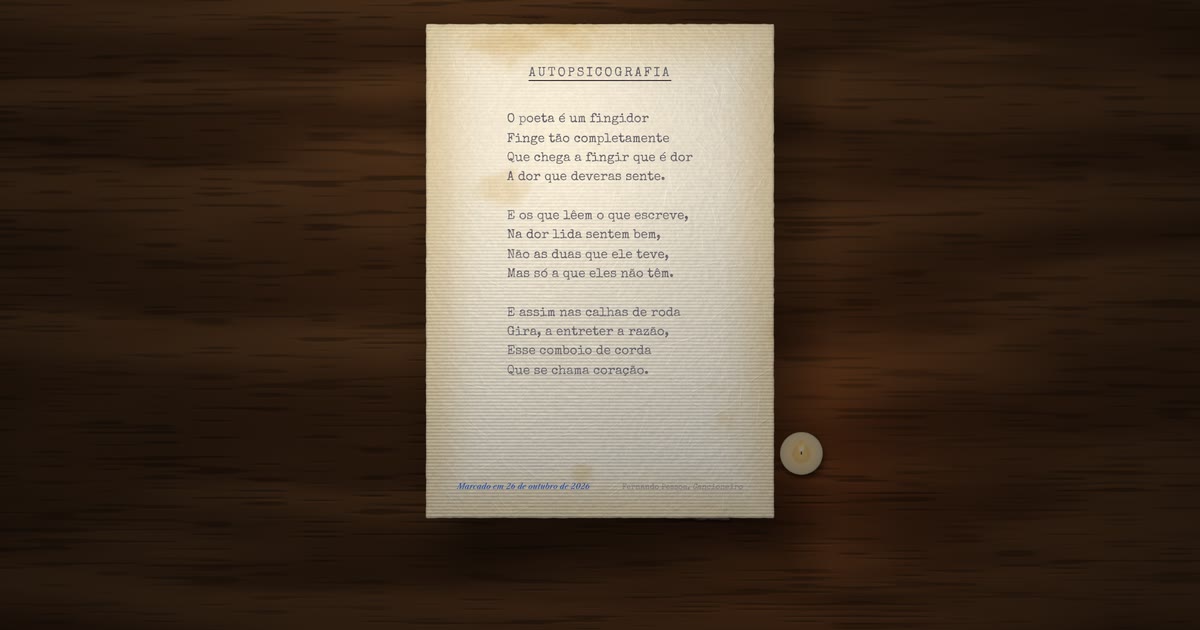 AUTOPSICOGRAFIA
O poeta é um fingidor
Finge tão completamente
Que chega a fingir que é dor
A dor que deveras sente.
E os que lêem o que escreve,
Na dor lida sentem bem,
Não as duas que ele teve,
Mas só a que eles não têm.
E assim nas calhas de roda
Gira, a entreter a razão,
Esse comboio de corda
Que se chama coração.
Marcado em 26 de outubro de 2026
Fernando Pessoa, Cancioneiro